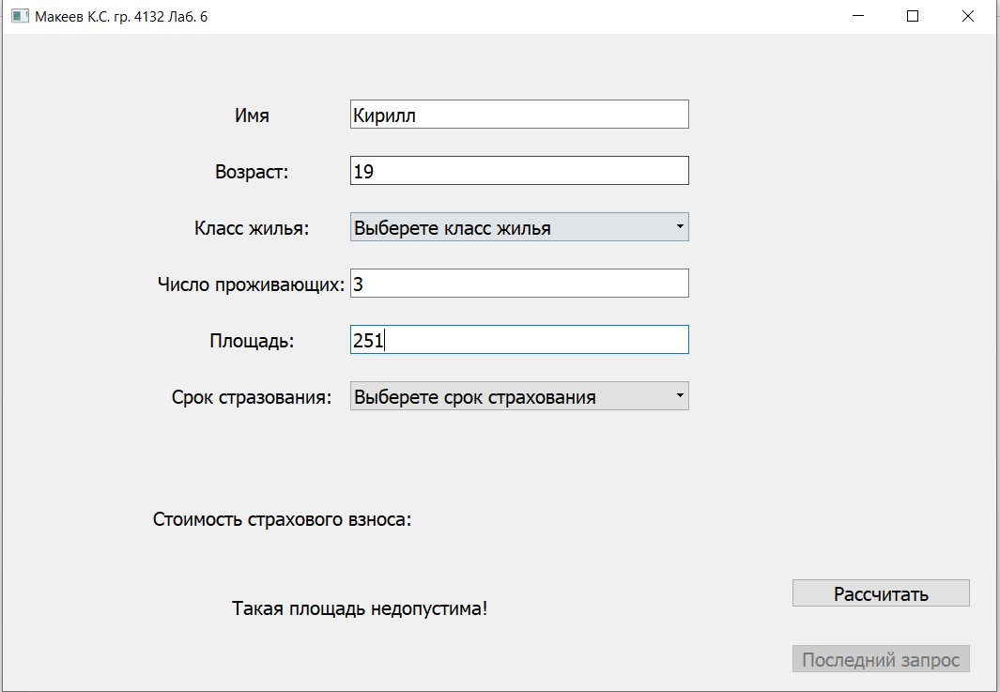 Макеев К.С. гр. 4132 Лаб. 6
Имя Кирилл
Возраст: 19
Класс жилья: Выберете класс жилья
Число проживающих: 3
Площадь: 251
Срок стразования: Выберете срок страхования
Стоимость страхового взноса:
Такая площадь недопустима!
Рассчитать
Последний запрос